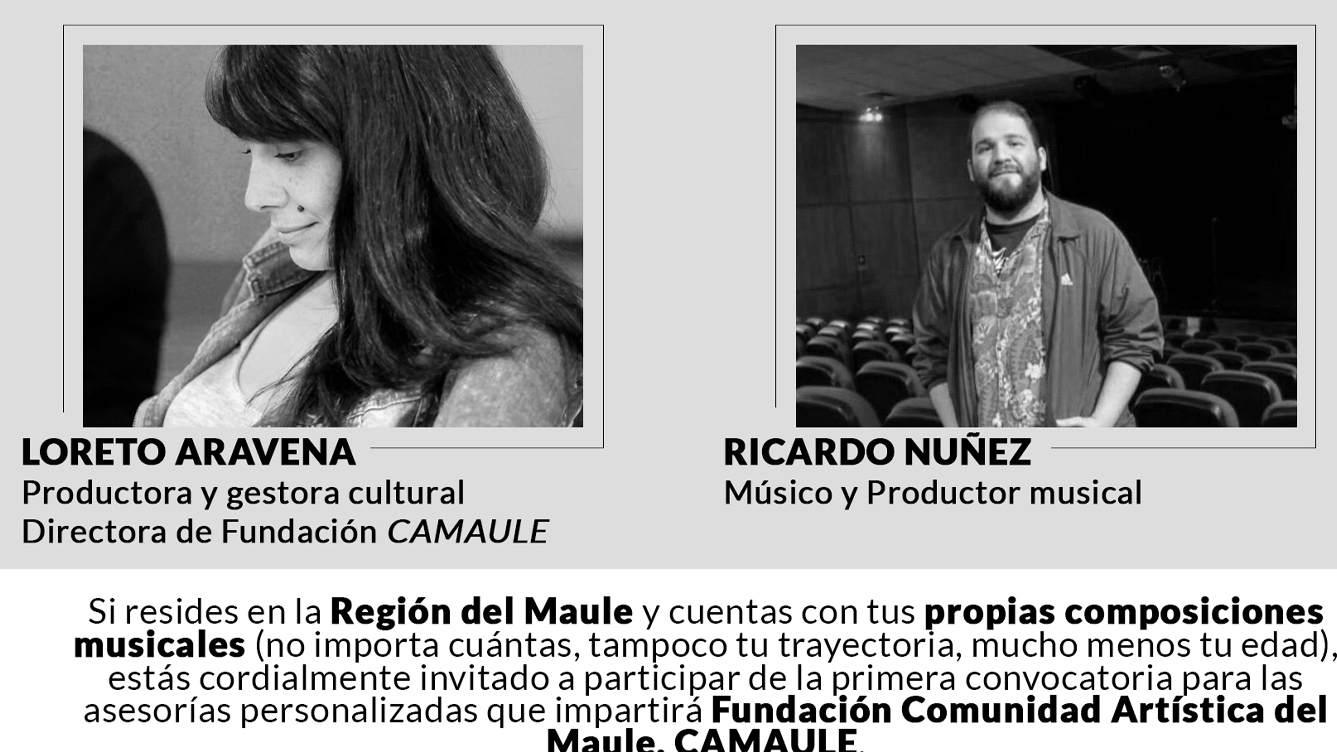 LORETO ARAVENA
Productora y gestora cultural
Directora de Fundación CAMAULE
RICARDO NUÑEZ
Músico y Productor musical
Si resides en la Región del Maule y cuentas con tus propias composiciones
musicales (no importa cuántas, tampoco tu trayectoria, mucho menos tu edad),
estás cordialmente invitado a participar de la primera convocatoria para las
asesorías personalizadas que impartirá Fundación Comunidad Artística del
Maule, CAMAULE.